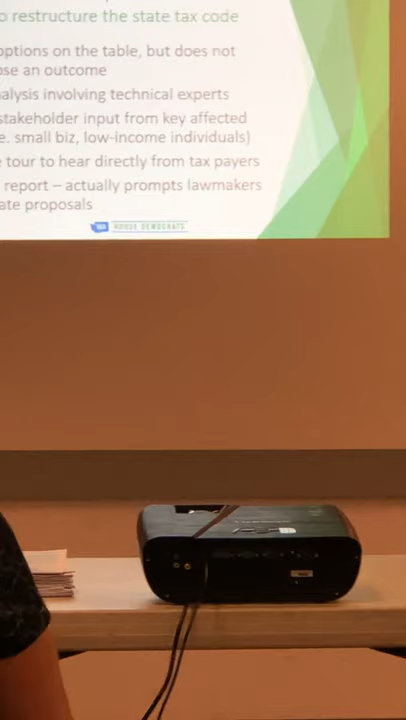 o restructure the state tax code
options on the table, but does not
ose an outcome
alysis involving technical experts
stakeholder input from key affected
e. small biz, low-income individuals)
e tour to hear directly from tax payers
report – actually prompts lawmakers
ate proposals
HOUSE DEMOCRATS